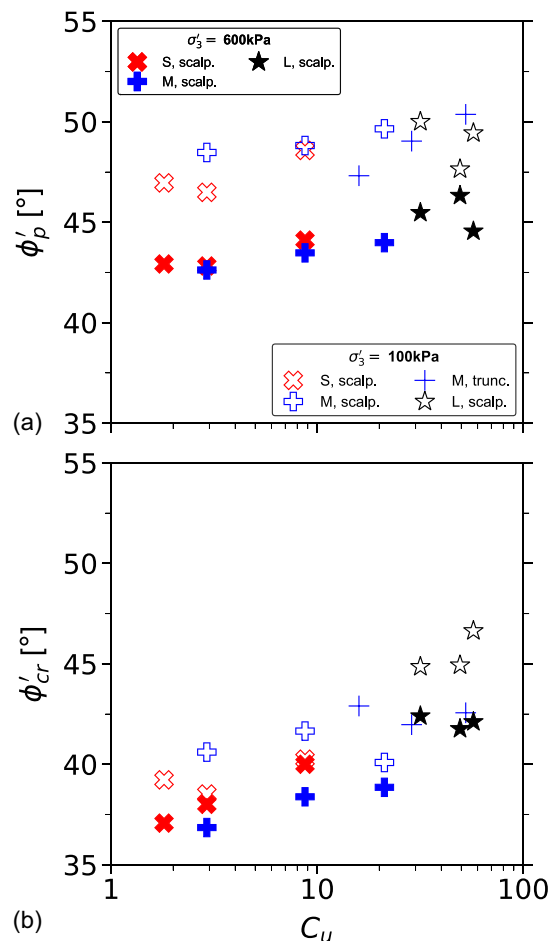 55
σ′₃ = 600kPa
S, scalp. L, scalp.
M, scalp.
50
ϕ′p [°]
45
40
σ′₃ = 100kPa
S, scalp. M, trunc.
M, scalp. L, scalp.
(a)
35
55
50
ϕ′cr [°]
45
40
35
1 10 100
(b)
Cᵤ